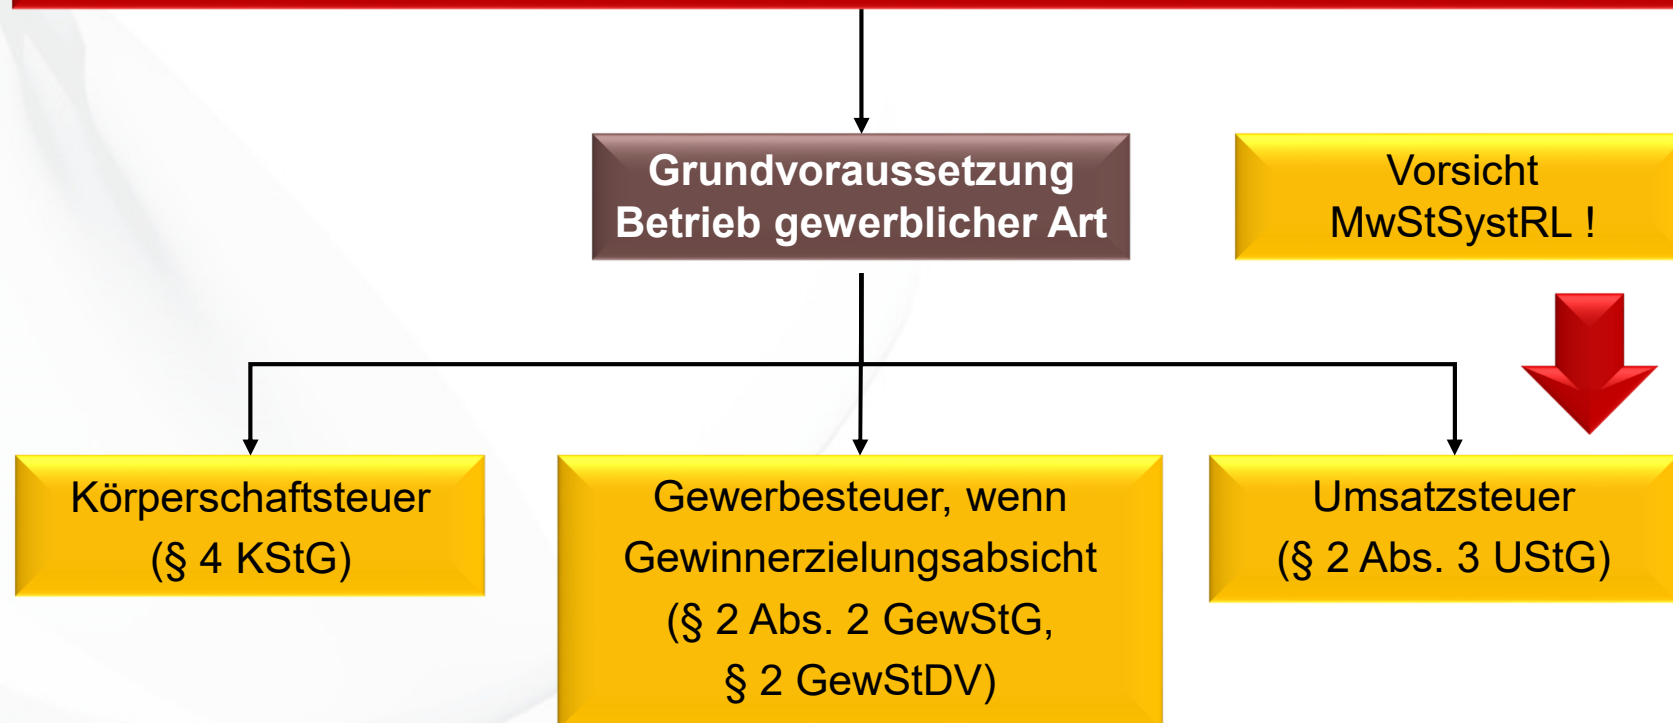 Grundvoraussetzung
Betrieb gewerblicher Art
Vorsicht
MwStSystRL !
Körperschaftsteuer
(§ 4 KStG)
Gewerbesteuer, wenn
Gewinnerzielungsabsicht
(§ 2 Abs. 2 GewStG,
§ 2 GewStDV)
Umsatzsteuer
(§ 2 Abs. 3 UStG)